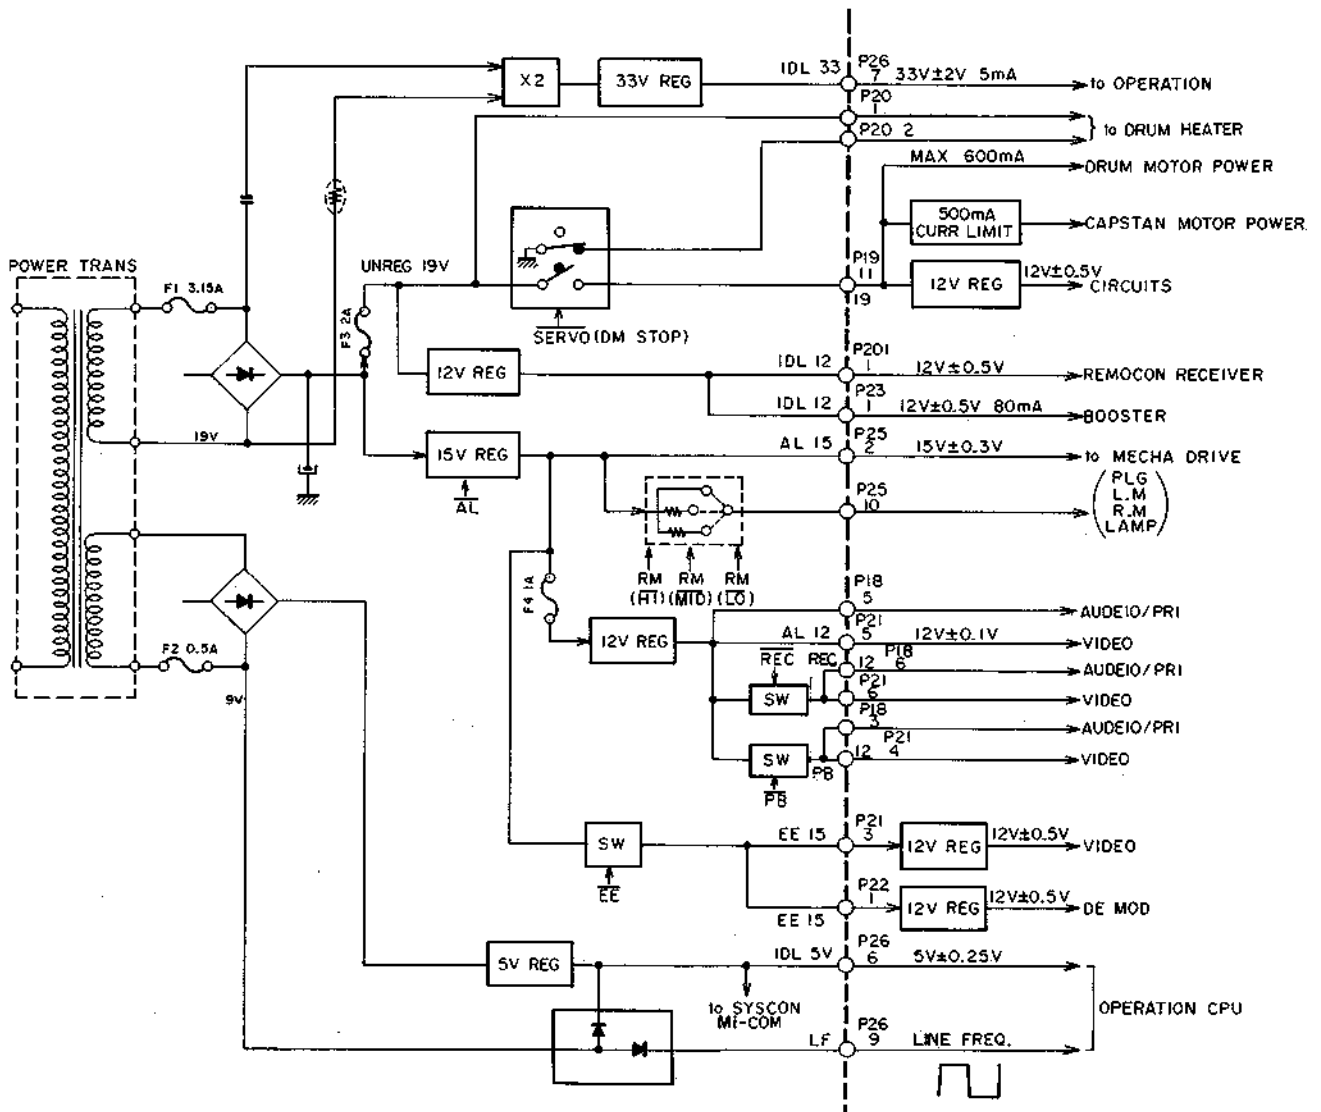 IDL 33
P26
7
33V±2V 5mA
to OPERATION
X2
33V REG
P20
1
P20 2
to DRUM HEATER
MAX 600mA
DRUM MOTOR POWER
500mA
CURR LIMIT
CAPSTAN MOTOR POWER
POWER TRANS
F1 3.15A
UNREG 19V
P19
11
19
12V REG
12V±0.5V
CIRCUITS
SERVO (DM STOP)
F3 2A
12V REG
IDL 12
P201
1
12V±0.5V
REMOCON RECEIVER
IDL 12
P23
1
12V±0.5V 80mA
BOOSTER
19V
15V REG
AL
AL 15
P25
2
15V±0.3V
to MECHA DRIVE
(PLG
L.M
R.M
LAMP)
P25
10
RM RM RM
(HI) (MID) (LO)
F4 1A
P18
5
AUDEIO/PRI
12V REG
AL 12
P21
5
12V±0.1V
VIDEO
F2 0.5A
9V
REC
REC
12
P18
6
AUDEIO/PRI
SW
P21
6
VIDEO
P18
3
AUDEIO/PRI
SW
PB
PB
12
P21
4
VIDEO
SW
EE
EE 15
P21
3
12V REG
12V±0.5V
VIDEO
EE 15
P22
1
12V REG
12V±0.5V
DE MOD
5V REG
IDL 5V
P26
6
5V±0.25V
to SYSCON
Mi-COM
OPERATION CPU
LF
P26
9
LINE FREQ.